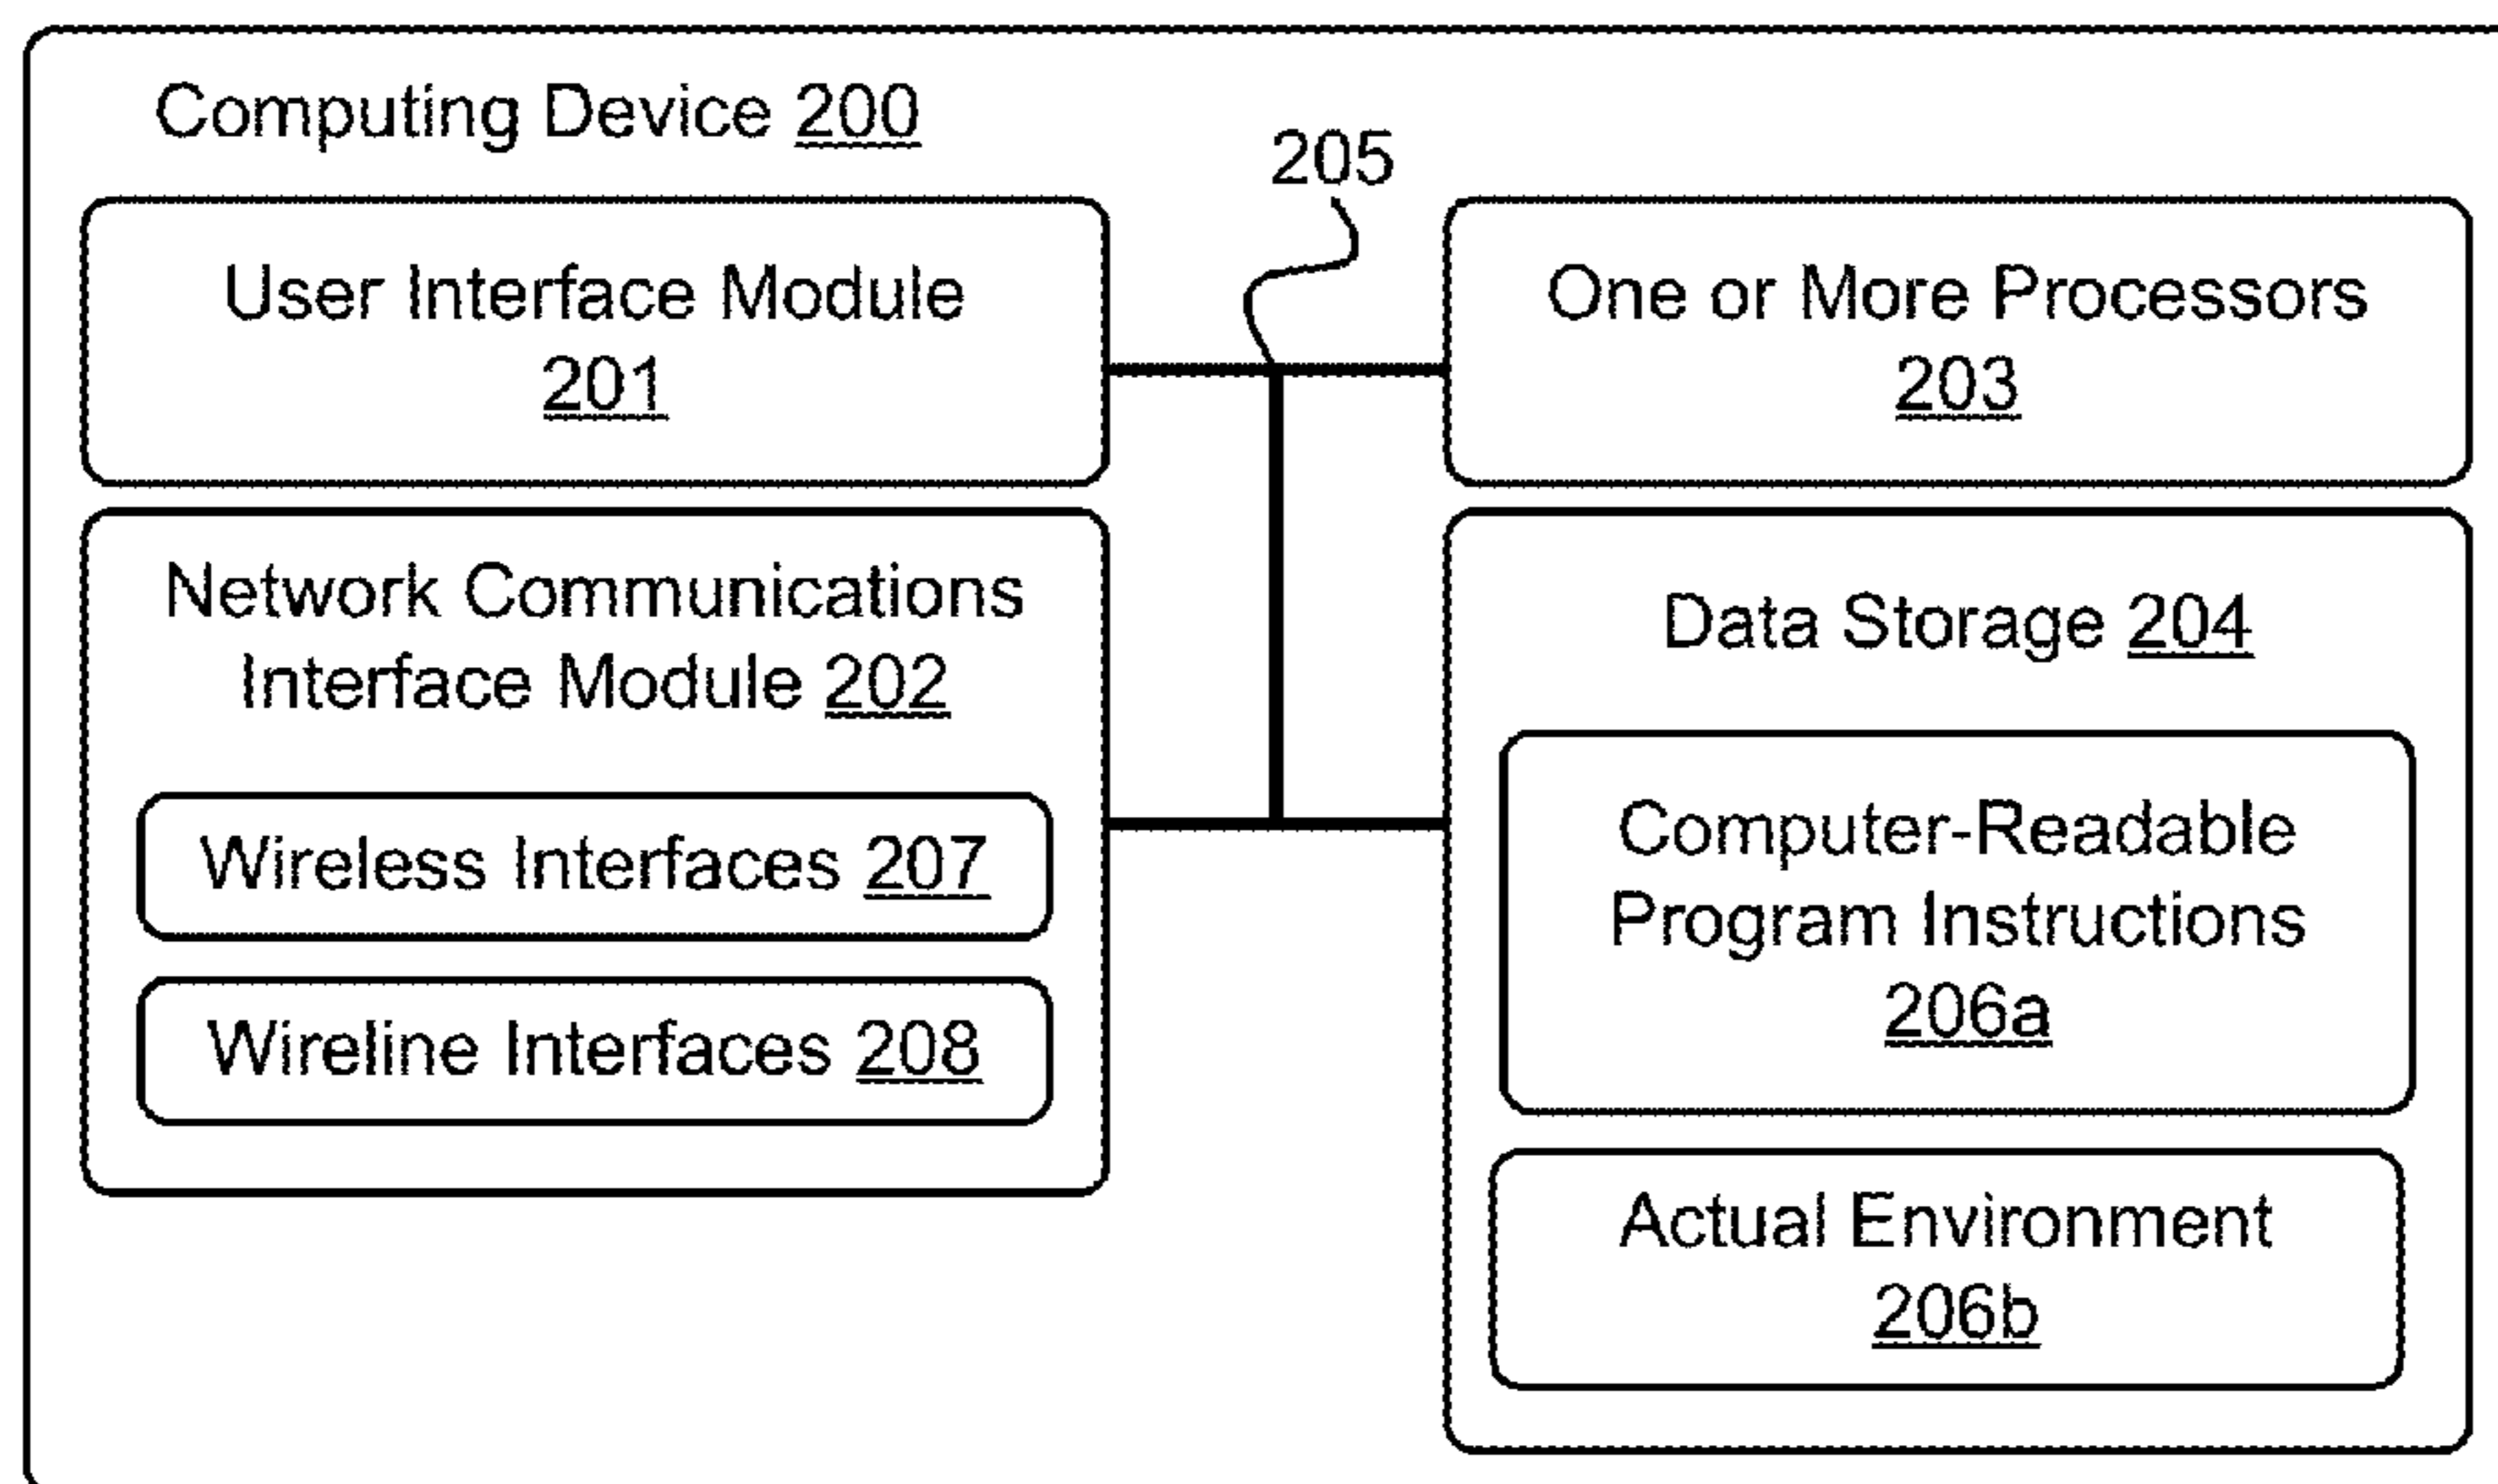 Computing Device 200
205
User Interface Module
201
One or More Processors
203
Network Communications
Interface Module 202
Wireless Interfaces 207
Wireline Interfaces 208
Data Storage 204
Computer-Readable
Program Instructions
206a
Actual Environment
206b